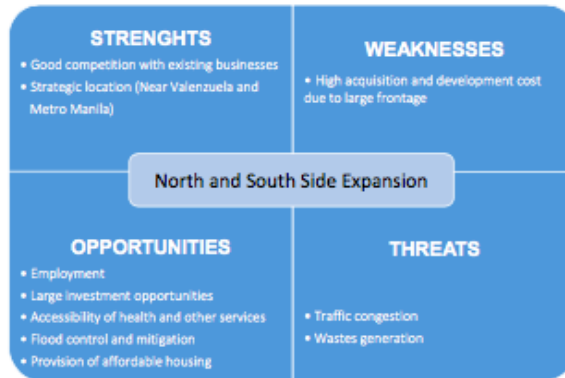 STRENGHTS
• Good competition with existing businesses
• Strategic location (Near Valenzuela and
Metro Manila)
WEAKNESSES
• High acquisition and development cost
due to large frontage
North and South Side Expansion
OPPORTUNITIES
• Employment
• Large investment opportunities
• Accessibility of health and other services
• Flood control and mitigation
• Provision of affordable housing
THREATS
• Traffic congestion
• Wastes generation